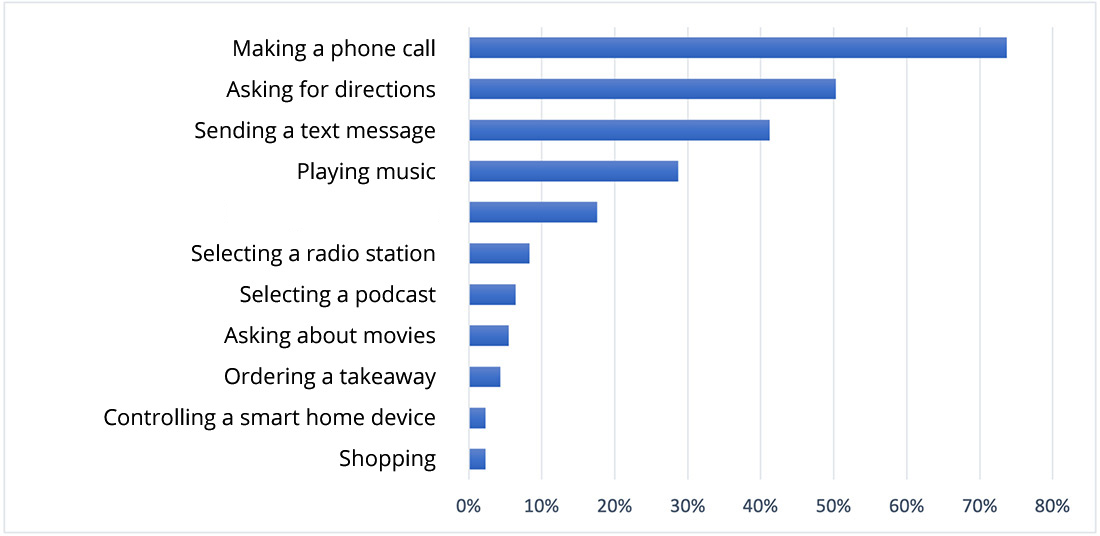 Making a phone call
Asking for directions
Sending a text message
Playing music
Selecting a radio station
Selecting a podcast
Asking about movies
Ordering a takeaway
Controlling a smart home device
Shopping
0% 10% 20% 30% 40% 50% 60% 70% 80%